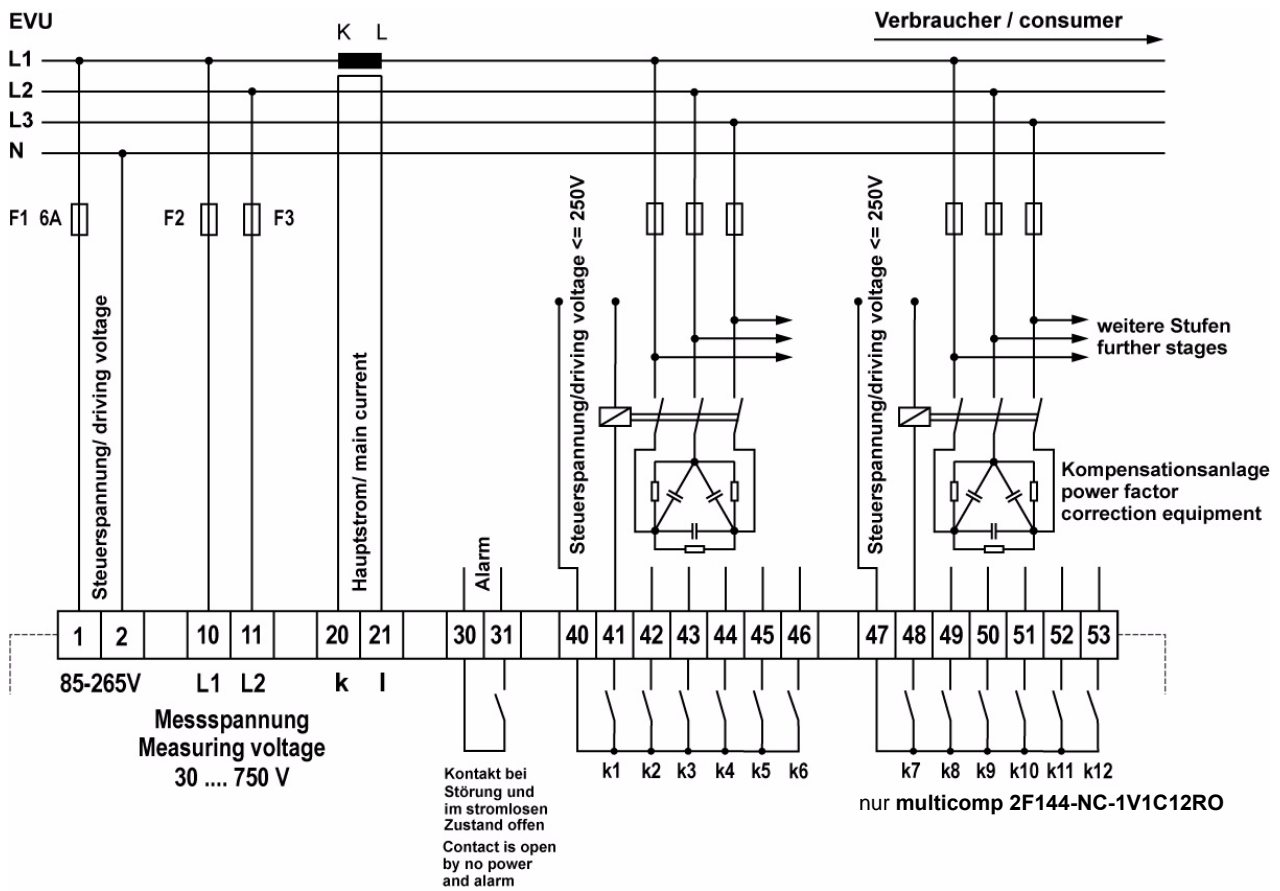 EVU
Verbraucher / consumer
K L
L1
L2
L3
N
F1 6A
F2
F3
Steuerspannung/ driving voltage
Hauptstrom/ main current
Alarm
Steuerspannung/driving voltage <= 250V
Steuerspannung/driving voltage <= 250V
weitere Stufen
further stages
Kompensationsanlage
power factor
correction equipment
1 2 10 11 20 21 30 31 40 41 42 43 44 45 46 47 48 49 50 51 52 53
85-265V L1 L2 k l
Messspannung
Measuring voltage
30 .... 750 V
Kontakt bei
Störung und
im stromlosen
Zustand offen
Contact is open
by no power
and alarm
k1 k2 k3 k4 k5 k6
k7 k8 k9 k10 k11 k12
nur multicomp 2F144-NC-1V1C12RO